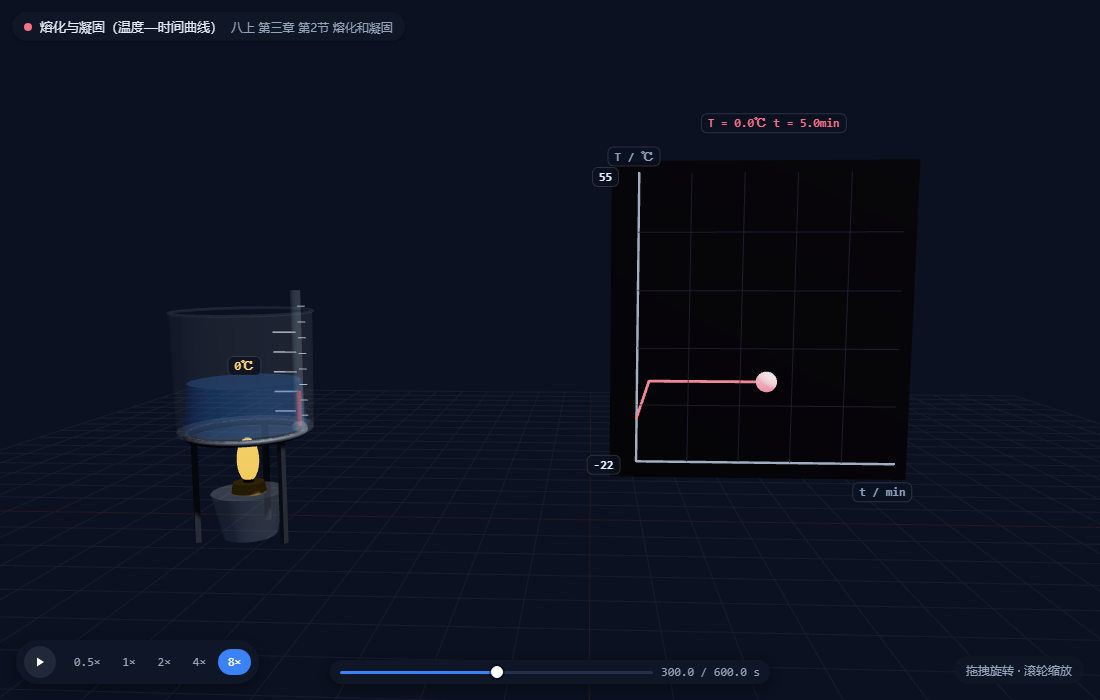 熔化与凝固（温度—时间曲线） 八上 第三章 第2节 熔化和凝固
T = 0.0℃ t = 5.0min
T / ℃
55
0℃
-22
t / min
0.5× 1× 2× 4× 8×
300.0 / 600.0 s
拖拽旋转 · 滚轮缩放